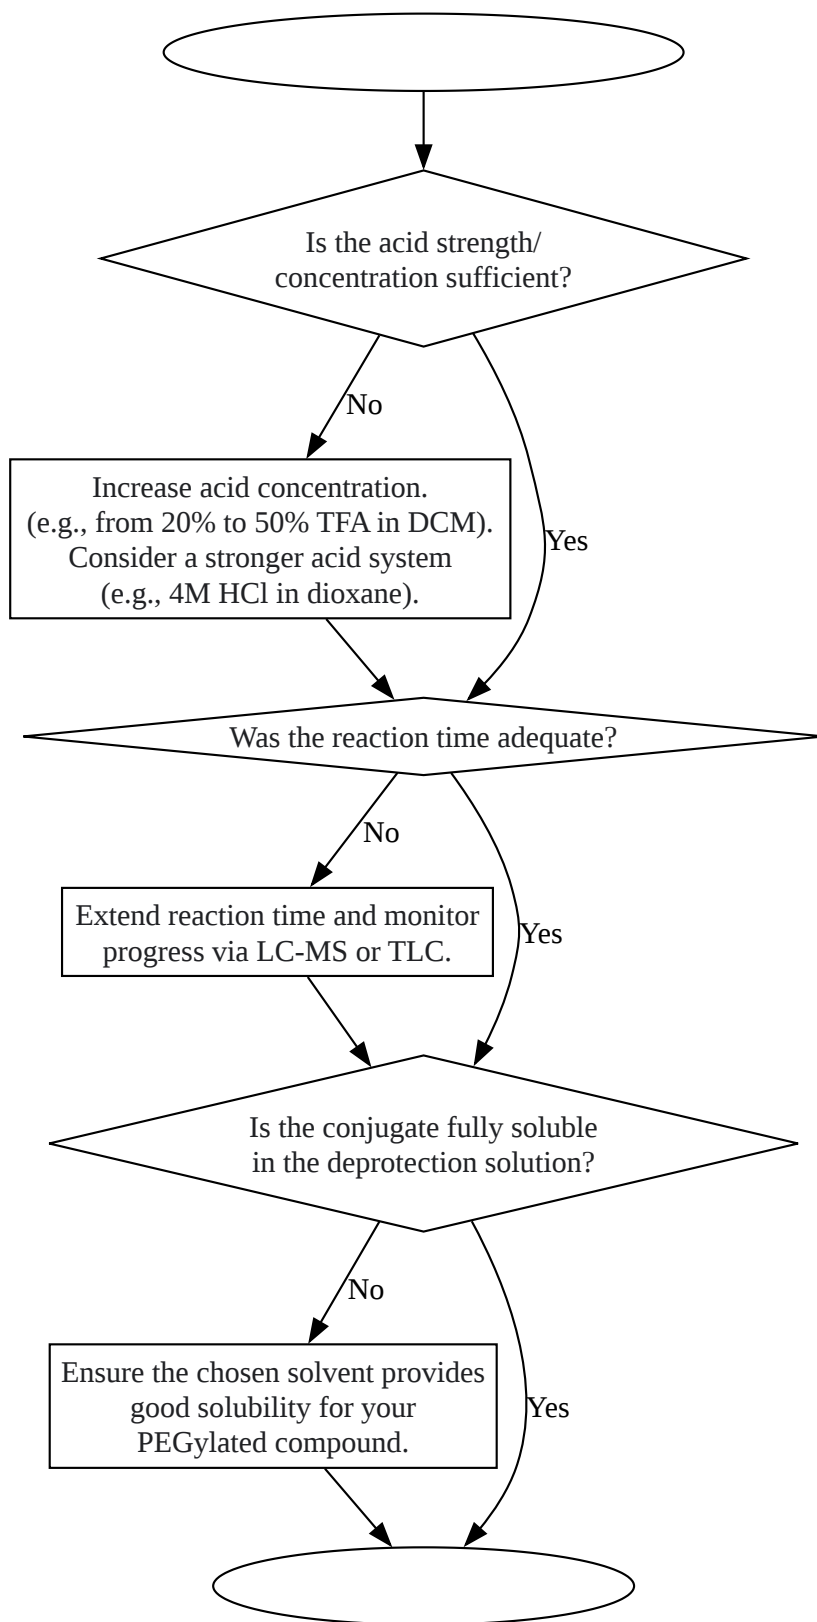 Is the acid strength/
concentration sufficient?
No
Increase acid concentration.
(e.g., from 20% to 50% TFA in DCM).
Consider a stronger acid system
(e.g., 4M HCl in dioxane).
Yes
Was the reaction time adequate?
No
Extend reaction time and monitor
progress via LC-MS or TLC.
Yes
Is the conjugate fully soluble
in the deprotection solution?
No
Ensure the chosen solvent provides
good solubility for your
PEGylated compound.
Yes